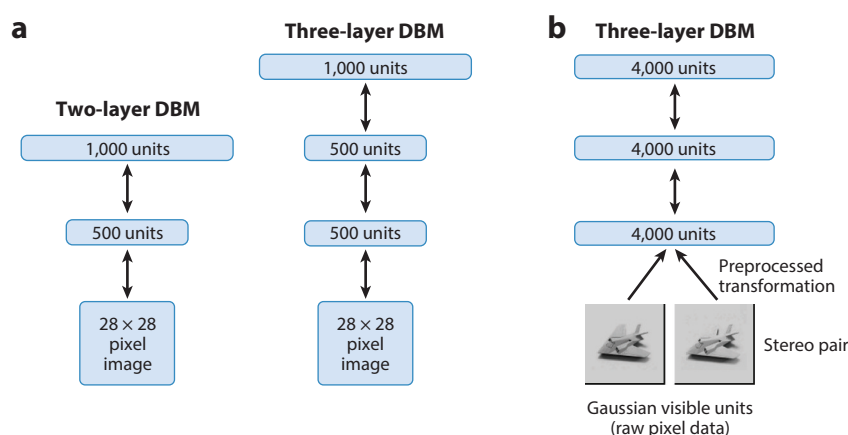 a
Two-layer DBM
1,000 units
500 units
28 × 28
pixel
image
Three-layer DBM
1,000 units
500 units
500 units
28 × 28
pixel
image
b
Three-layer DBM
4,000 units
4,000 units
4,000 units
Preprocessed
transformation
Stereo pair
Gaussian visible units
(raw pixel data)